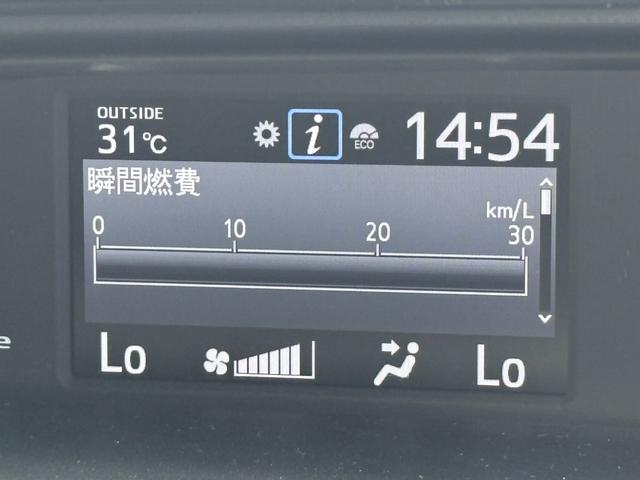 OUTSIDE
31℃
i
ECO
14:54
瞬間燃費
km/L
0 10 20 30
Lo
Lo